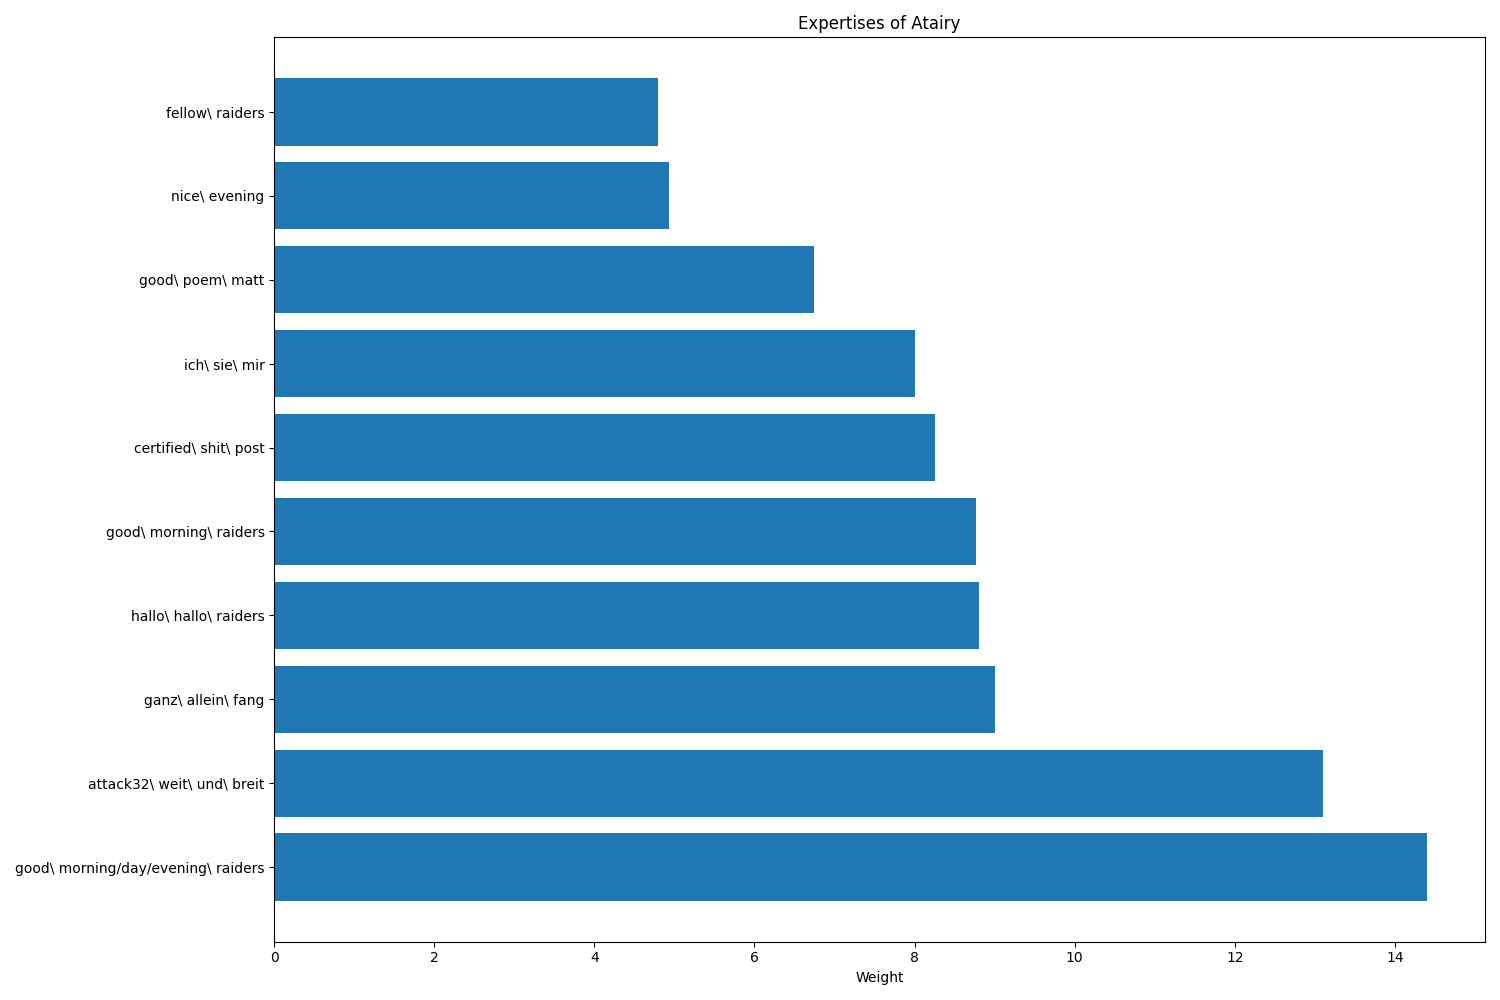 Expertises of Atairy
fellow\ raiders
nice\ evening
good\ poem\ matt
ich\ sie\ mir
certified\ shit\ post
good\ morning\ raiders
hallo\ hallo\ raiders
ganz\ allein\ fang
attack32\ weit\ und\ breit
good\ morning/day/evening\ raiders
0 2 4 6 8 10 12 14
Weight